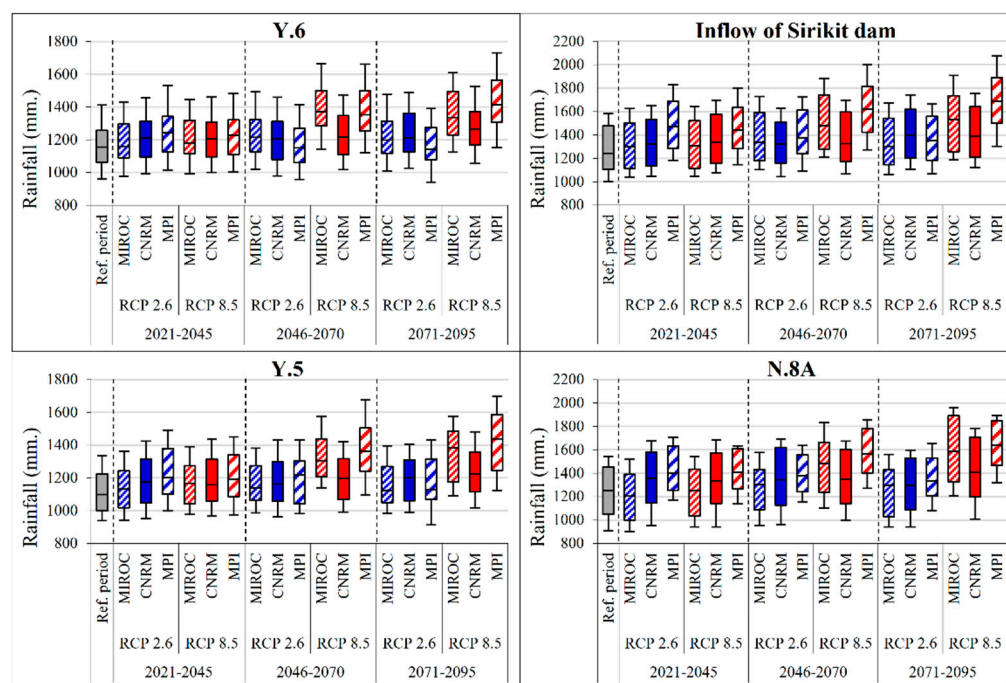 Y.6
Rainfall (mm.)
1800
1600
1400
1200
1000
800
Ref. period
MIROC
CNRM
MPI
MIROC
CNRM
MPI
MIROC
CNRM
MPI
MIROC
CNRM
MPI
MIROC
CNRM
MPI
MIROC
CNRM
MPI
RCP 2.6 RCP 8.5 RCP 2.6 RCP 8.5 RCP 2.6 RCP 8.5
2021-2045 2046-2070 2071-2095
Inflow of Sirikit dam
Rainfall (mm.)
2200
2000
1800
1600
1400
1200
1000
800
Ref. period
MIROC
CNRM
MPI
MIROC
CNRM
MPI
MIROC
CNRM
MPI
MIROC
CNRM
MPI
MIROC
CNRM
MPI
MIROC
CNRM
MPI
RCP 2.6 RCP 8.5 RCP 2.6 RCP 8.5 RCP 2.6 RCP 8.5
2021-2045 2046-2070 2071-2095
Y.5
Rainfall (mm.)
1800
1600
1400
1200
1000
800
Ref. period
MIROC
CNRM
MPI
MIROC
CNRM
MPI
MIROC
CNRM
MPI
MIROC
CNRM
MPI
MIROC
CNRM
MPI
MIROC
CNRM
MPI
RCP 2.6 RCP 8.5 RCP 2.6 RCP 8.5 RCP 2.6 RCP 8.5
2021-2045 2046-2070 2071-2095
N.8A
Rainfall (mm.)
2200
2000
1800
1600
1400
1200
1000
800
Ref. period
MIROC
CNRM
MPI
MIROC
CNRM
MPI
MIROC
CNRM
MPI
MIROC
CNRM
MPI
MIROC
CNRM
MPI
MIROC
CNRM
MPI
RCP 2.6 RCP 8.5 RCP 2.6 RCP 8.5 RCP 2.6 RCP 8.5
2021-2045 2046-2070 2071-2095